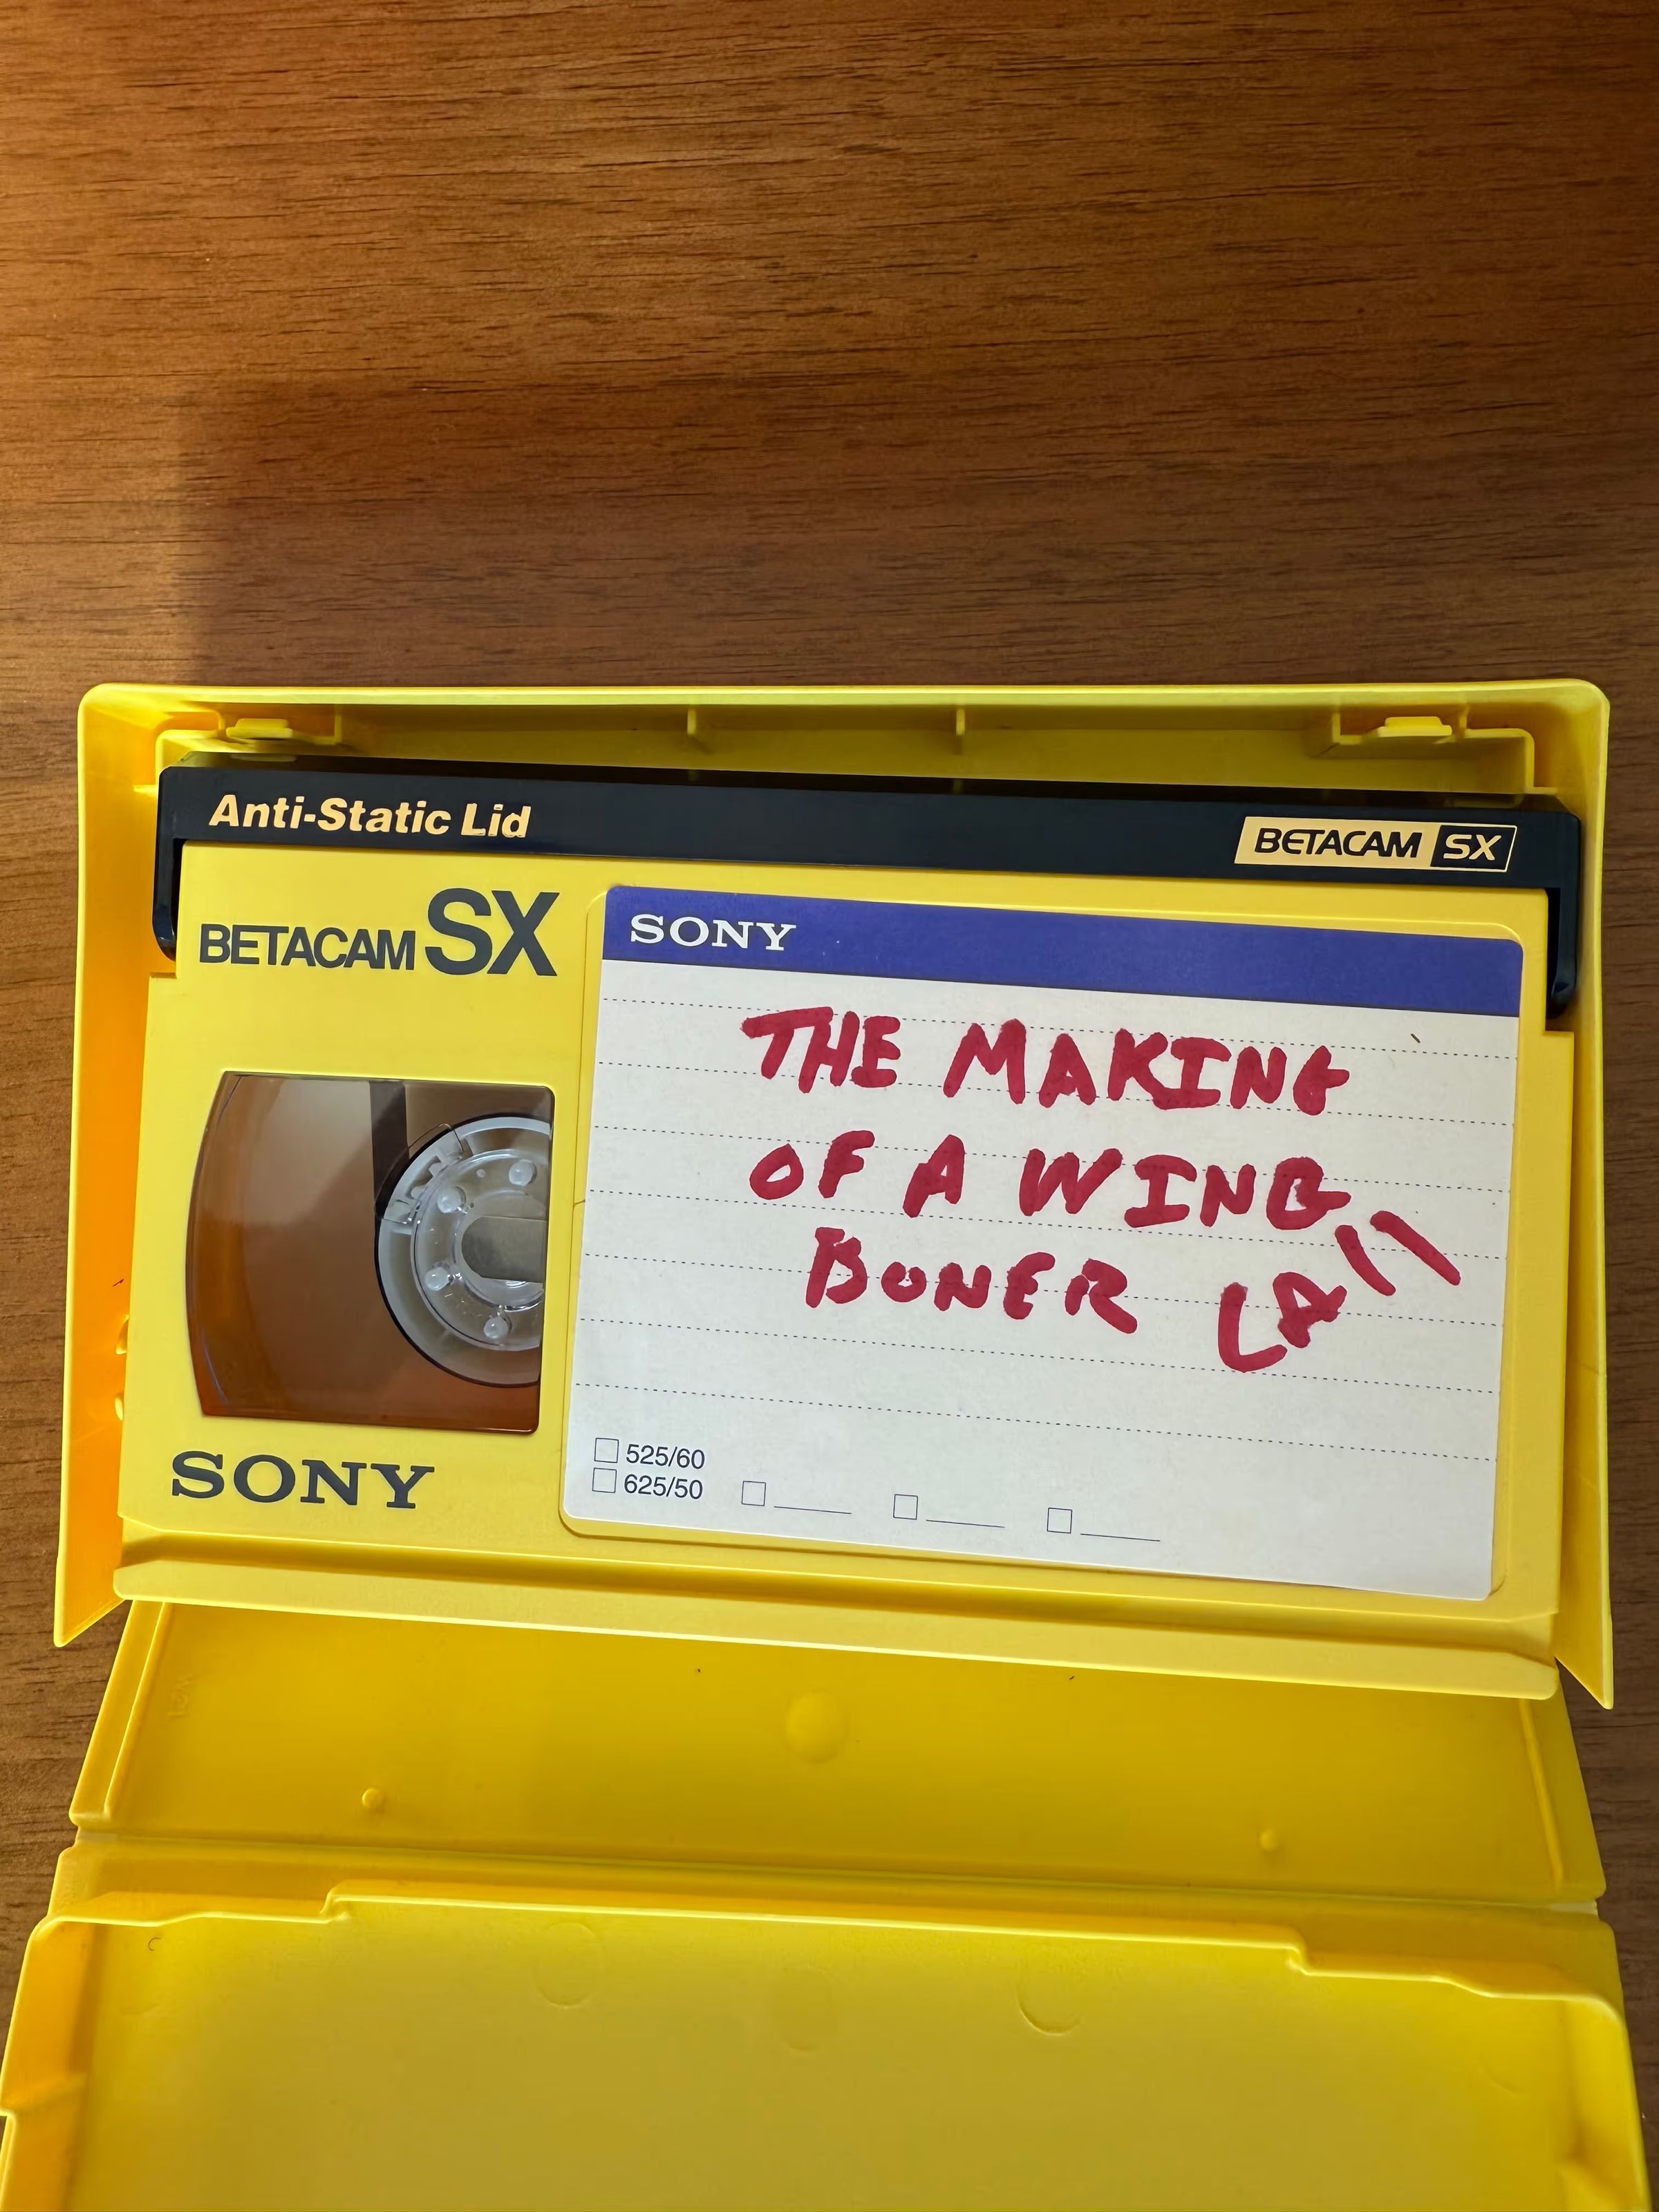 Anti-Static Lid
BETACAM SX
BETACAM SX
SONY
THE MAKING
OF A WING
BONER
SONY
525/60
625/50